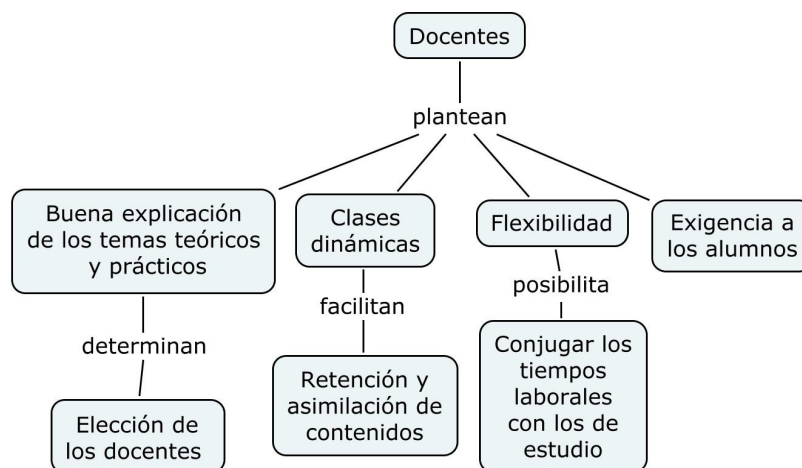 Docentes
plantean
Buena explicación
de los temas teóricos
y prácticos
Clases
dinámicas
Flexibilidad
Exigencia a
los alumnos
determinan
facilitan
posibilita
Elección de
los docentes
Retención y
asimilación de
contenidos
Conjugar los
tiempos
laborales
con los de
estudio